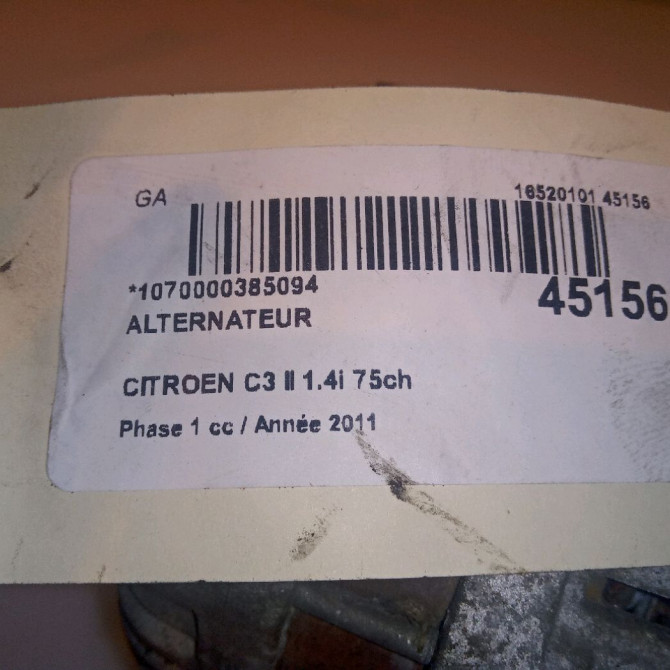 GA
16520101 45156
*1070000385094
45156
ALTERNATEUR
CITROEN C3 II 1.4i 75ch
Phase 1 cc / Année 2011